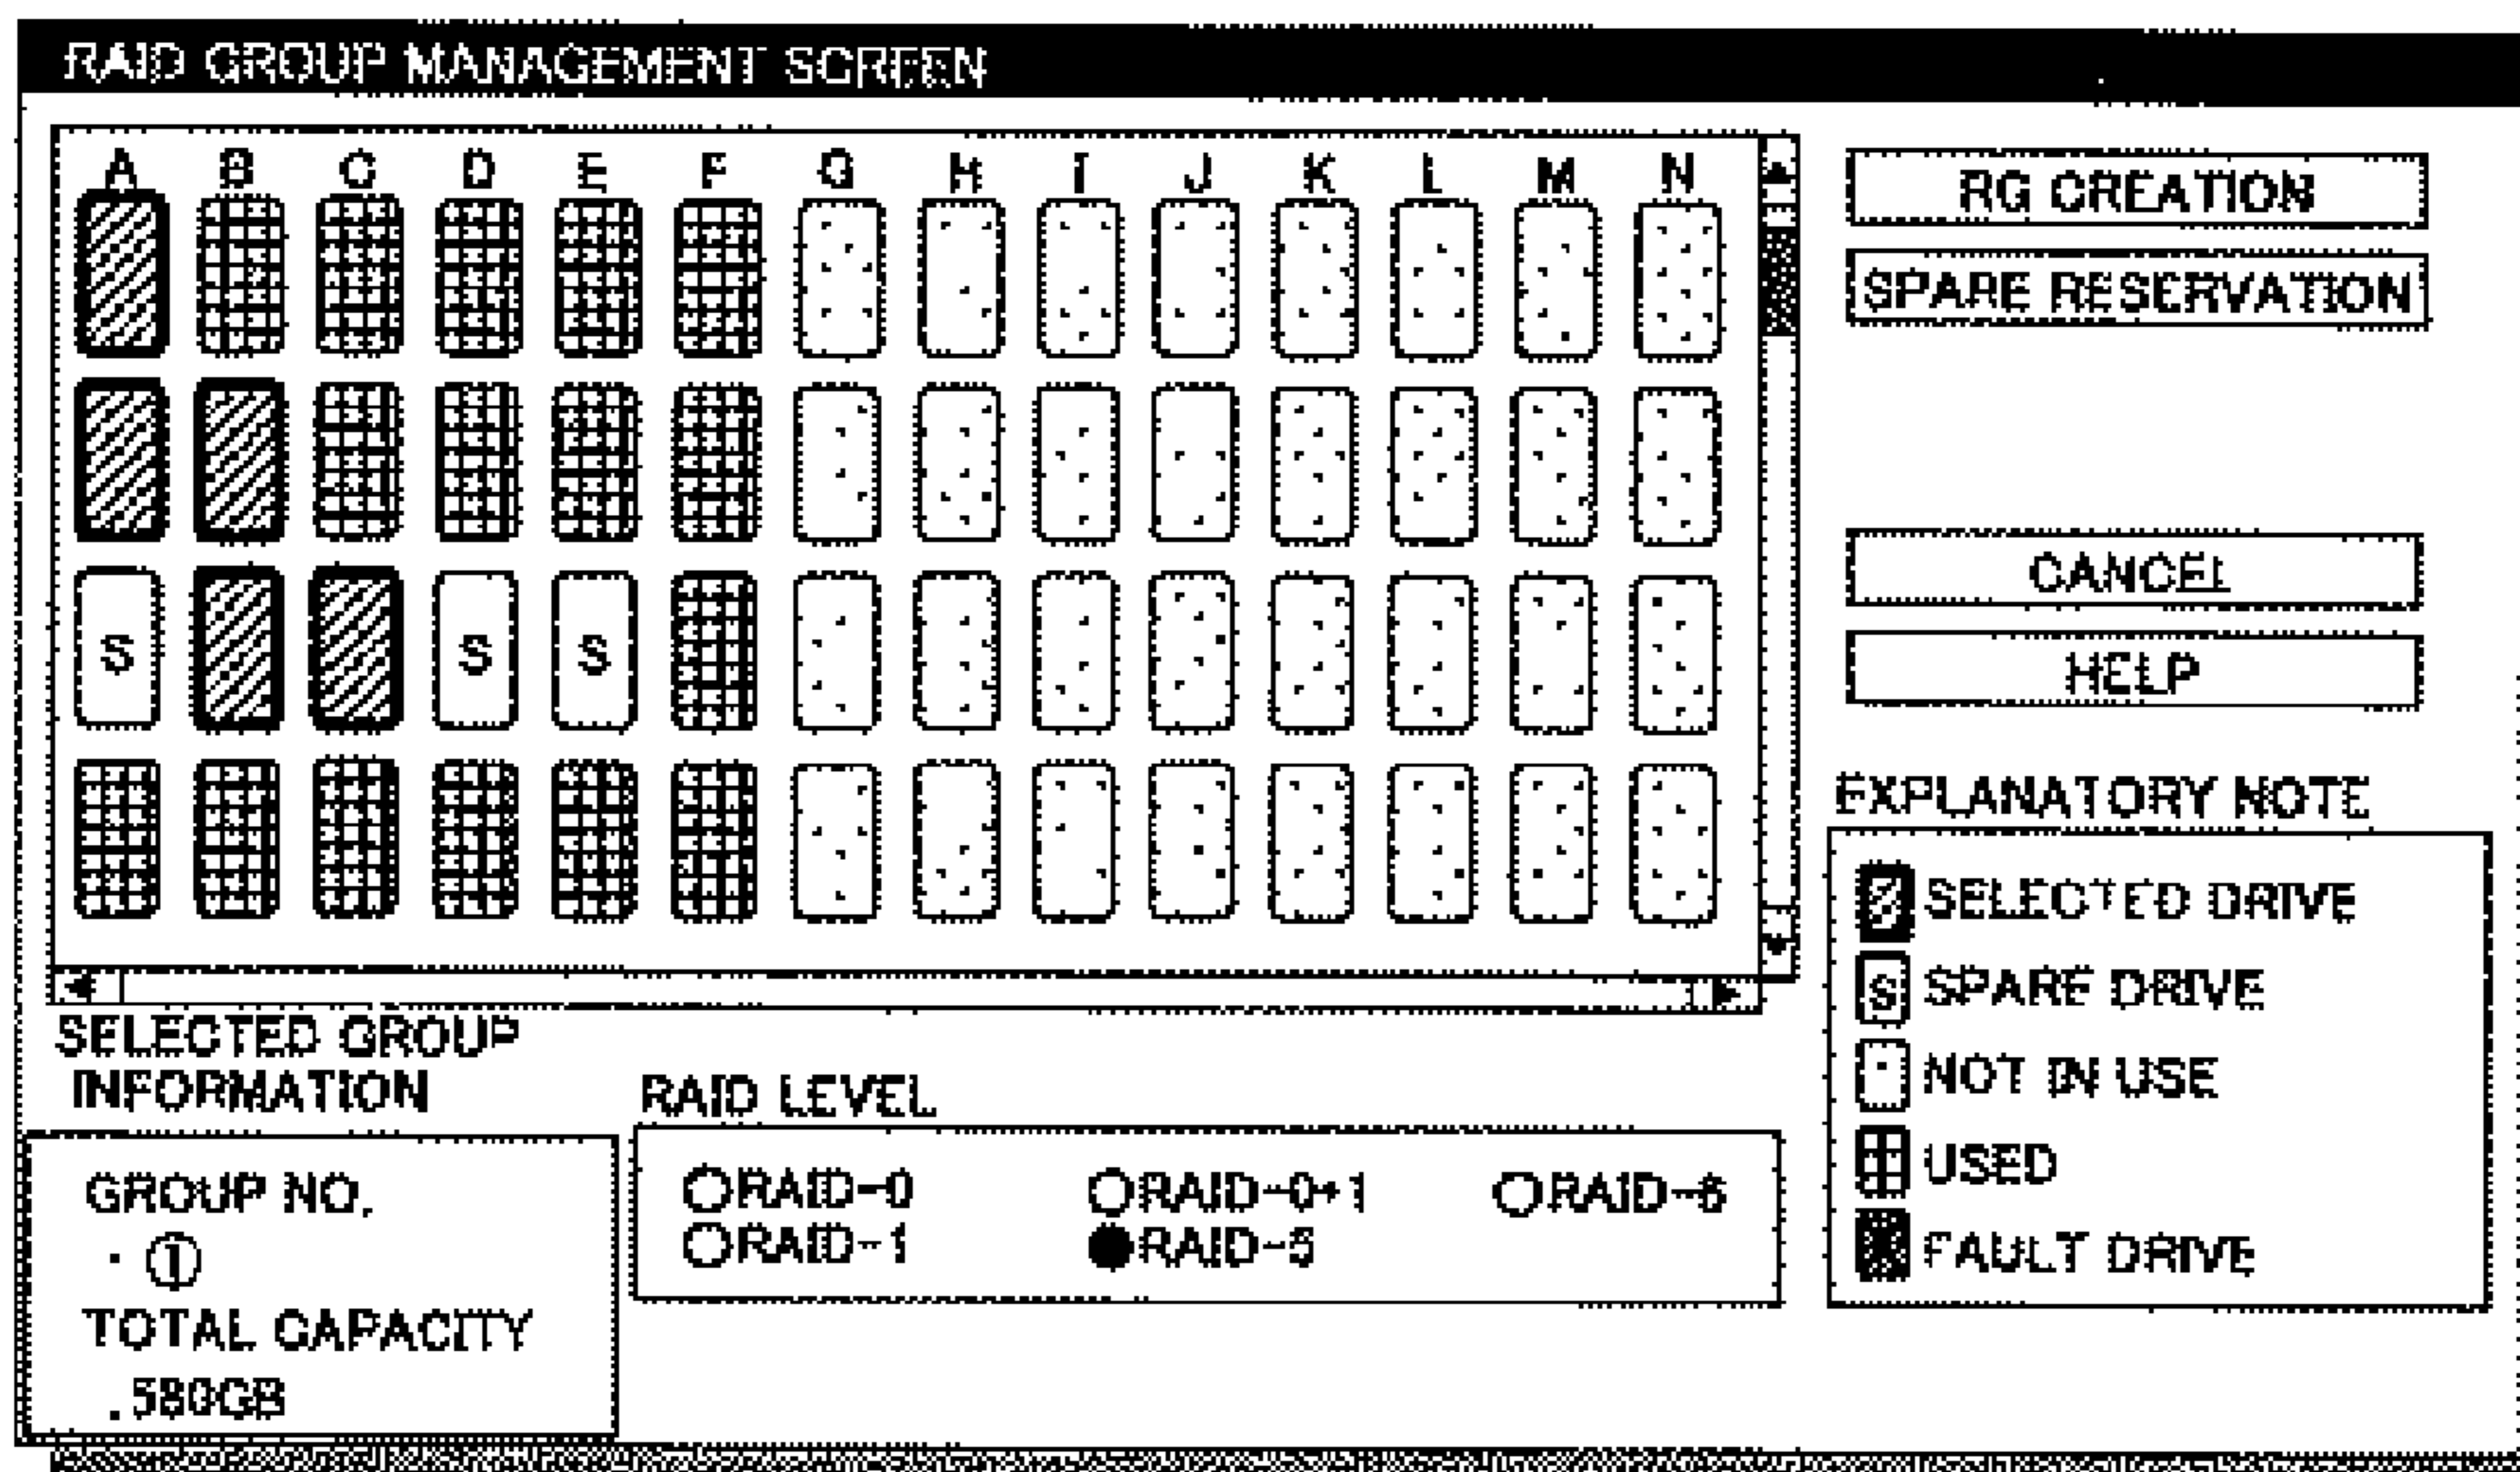 RAID GROUP MANAGEMENT SCREEN
A B C D E F G H I J K L M N
S S S
RG CREATION
SPARE RESERVATION
CANCEL
HELP
EXPLANATORY NOTE
SELECTED DRIVE
S SPARE DRIVE
NOT IN USE
USED
FAULT DRIVE
SELECTED GROUP
INFORMATION
GROUP NO.
· ①
TOTAL CAPACITY
.580GB
RAID LEVEL
RAID-0 RAID-0+1 RAID-6
RAID-1 RAID-5